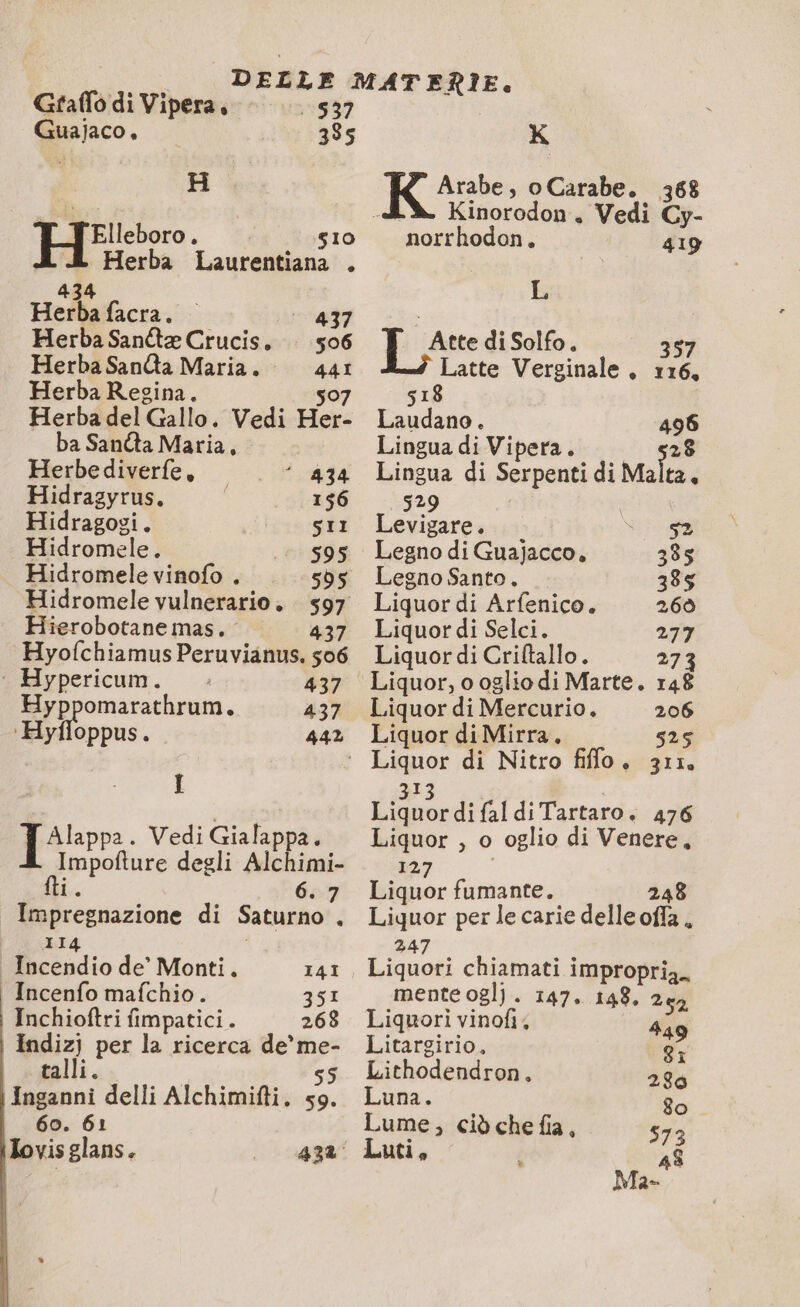 DELLE MATERIE.
Graſſo di Vipera. 537
Guajaco. 385
H
HElleboro. 510
Herba Laurentiana .
434
Herba ſacra. 437
Herba Sanctæ Crucis. 506
Herba Sancta Maria. 441
Herba Regina. 507
Herba del Gallo. Vedi Her-
ba Sancta Maria,
Herbe diverſe, 434
Hidragyrus. 156
Hidragogi. 511
Hidromele. 595
Hidromele vinoſo . 595
Hidromele vulnerario. 597
Hierobotane mas. 437
Hyoſchiamus Peruvianus. 506
Hypericum. 437
Hyppomarathrum. 437
Hyſſoppus. 442
I
IAlappa. Vedi Gialappa.
Impoſture degli Alchimi-
ſti. 6. 7
Impregnazione di Saturno .
114
Incendio de' Monti. 141
Incenſo maſchio. 351
Inchioſtri ſimpatici. 268
Indizj per la ricerca de' me-
talli. 55
Inganni delli Alchimiſti. 59.
60. 61
Iovis glans. 432
K
KArabe, o Carabe. 368
Kinorodon . Vedi Cy-
norrhodon. 419
L
LAtte di Solfo. 357
Latte Verginale . 116.
518
Laudano. 496
Lingua di Vipera. 528
Lingua di Serpenti di Malta.
529
Levigare. 52
Legno di Guajacco. 385
Legno Santo. 385
Liquor di Arſenico. 260
Liquor di Selci. 277
Liquor di Criſtallo. 273
Liquor, o oglio di Marte. 148
Liquor di Mercurio. 206
Liquor di Mirra. 525
Liquor di Nitro fiſſo. 311.
313
Liquor di ſal di Tartaro. 476
Liquor , o oglio di Venere.
127
Liquor fumante. 248
Liquor per le carie delle oſſa.
247
Liquori chiamati impropria-
mente oglj. 147. 148. 252
Liquori vinoſi. 449
Litargirio. 81
Lithodendron. 280
Luna. 80
Lume, ciò che ſia, 573
Luti. 48
Ma-